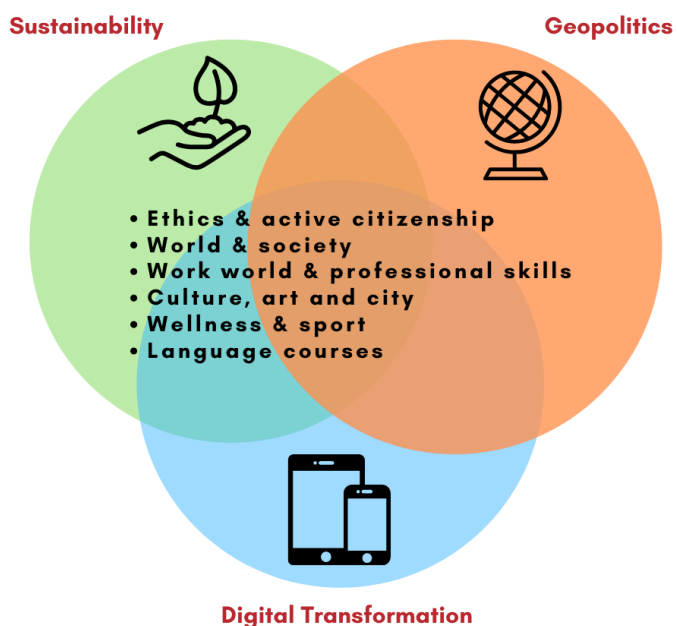 Sustainability
Geopolitics
• Ethics & active citizenship
• World & society
• Work world & professional skills
• Culture, art and city
• Wellness & sport
• Language courses
Digital Transformation